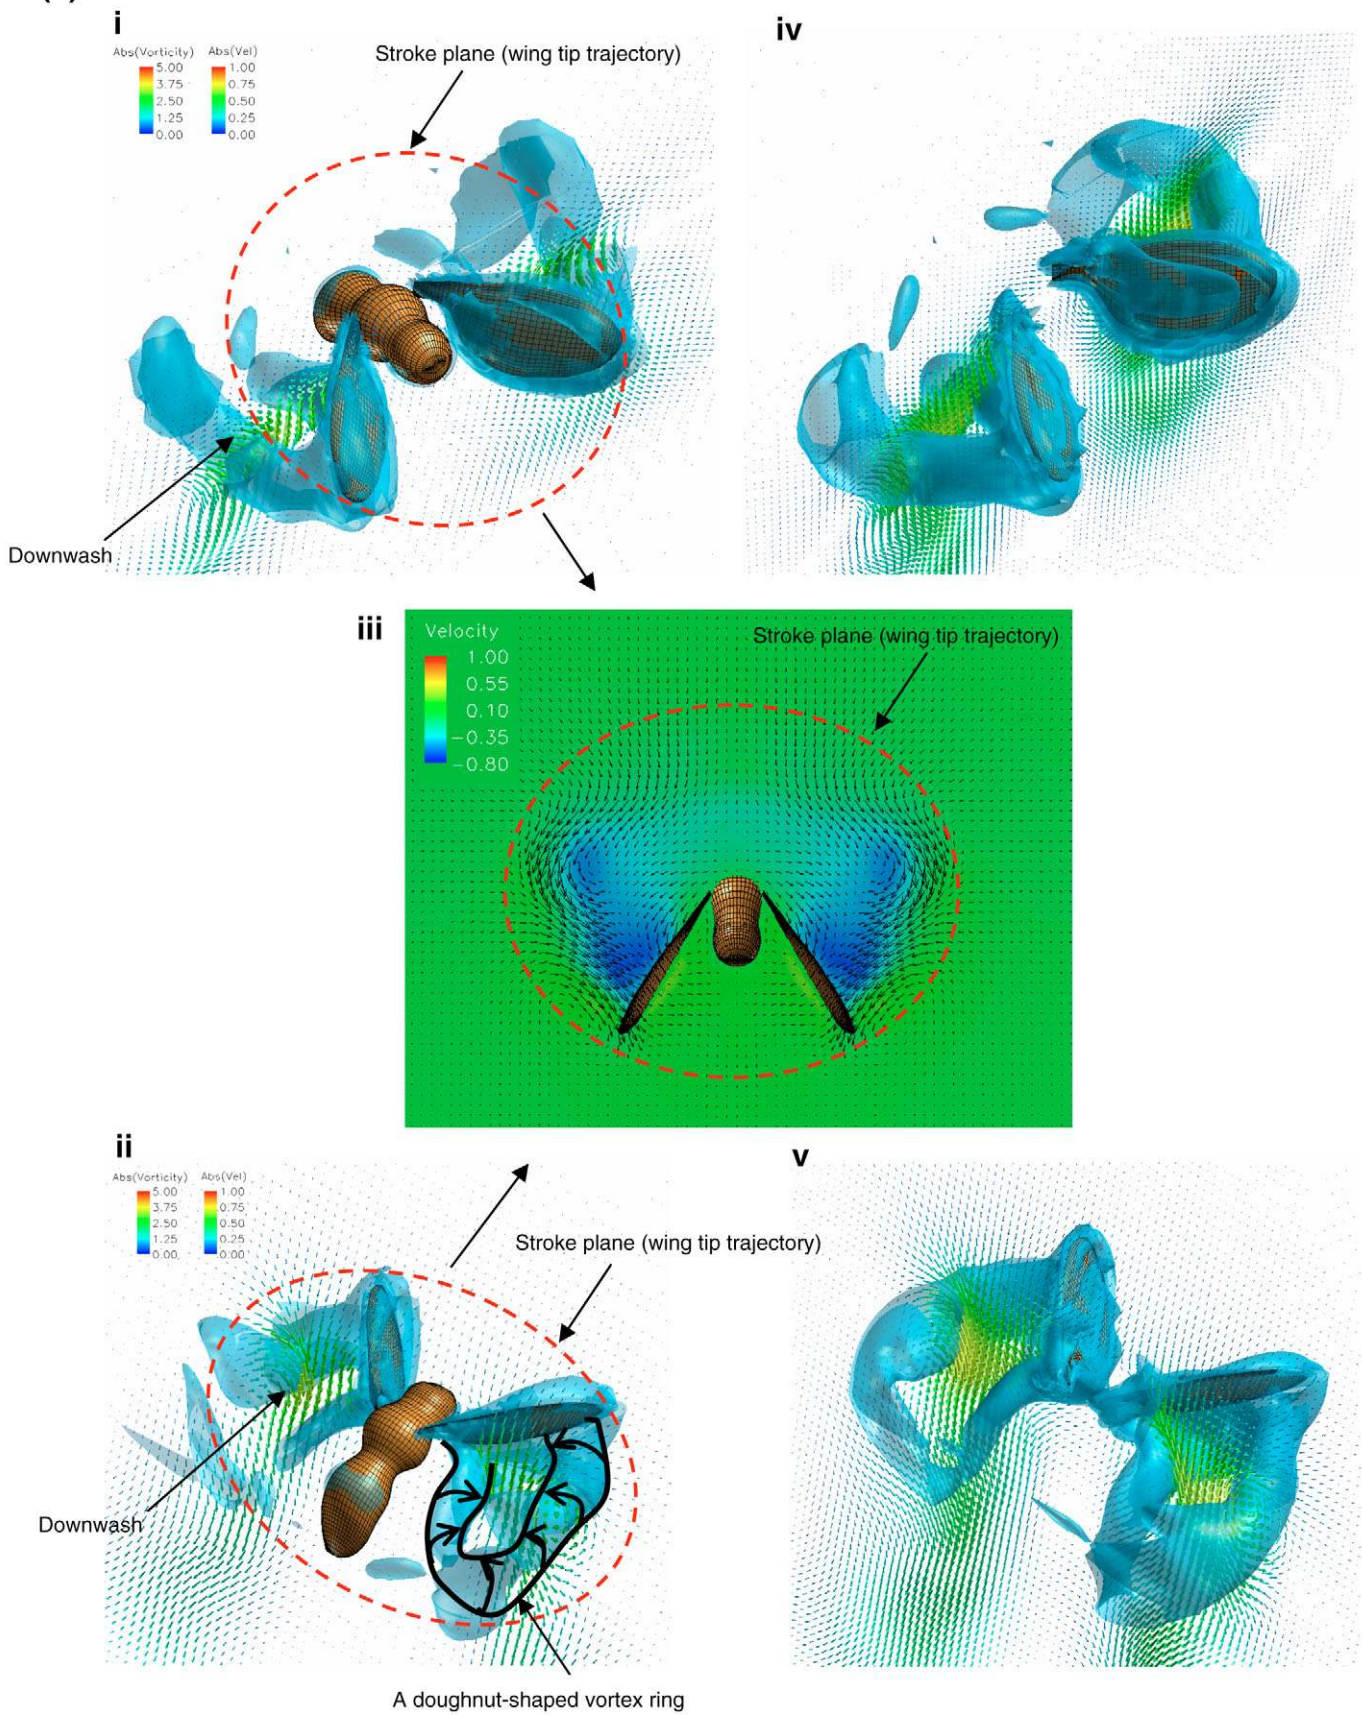 i
iv
Abs(Vorticity) Abs(Vel)
5.00 1.00
3.75 0.75
2.50 0.50
1.25 0.25
0.00 0.00
Stroke plane (wing tip trajectory)
Downwash
iii
Velocity
1.00
0.55
0.10
−0.35
−0.80
Stroke plane (wing tip trajectory)
ii
v
Abs(Vorticity) Abs(Vel)
5.00 1.00
3.75 0.75
2.50 0.50
1.25 0.25
0.00 0.00
Stroke plane (wing tip trajectory)
Downwash
A doughnut-shaped vortex ring